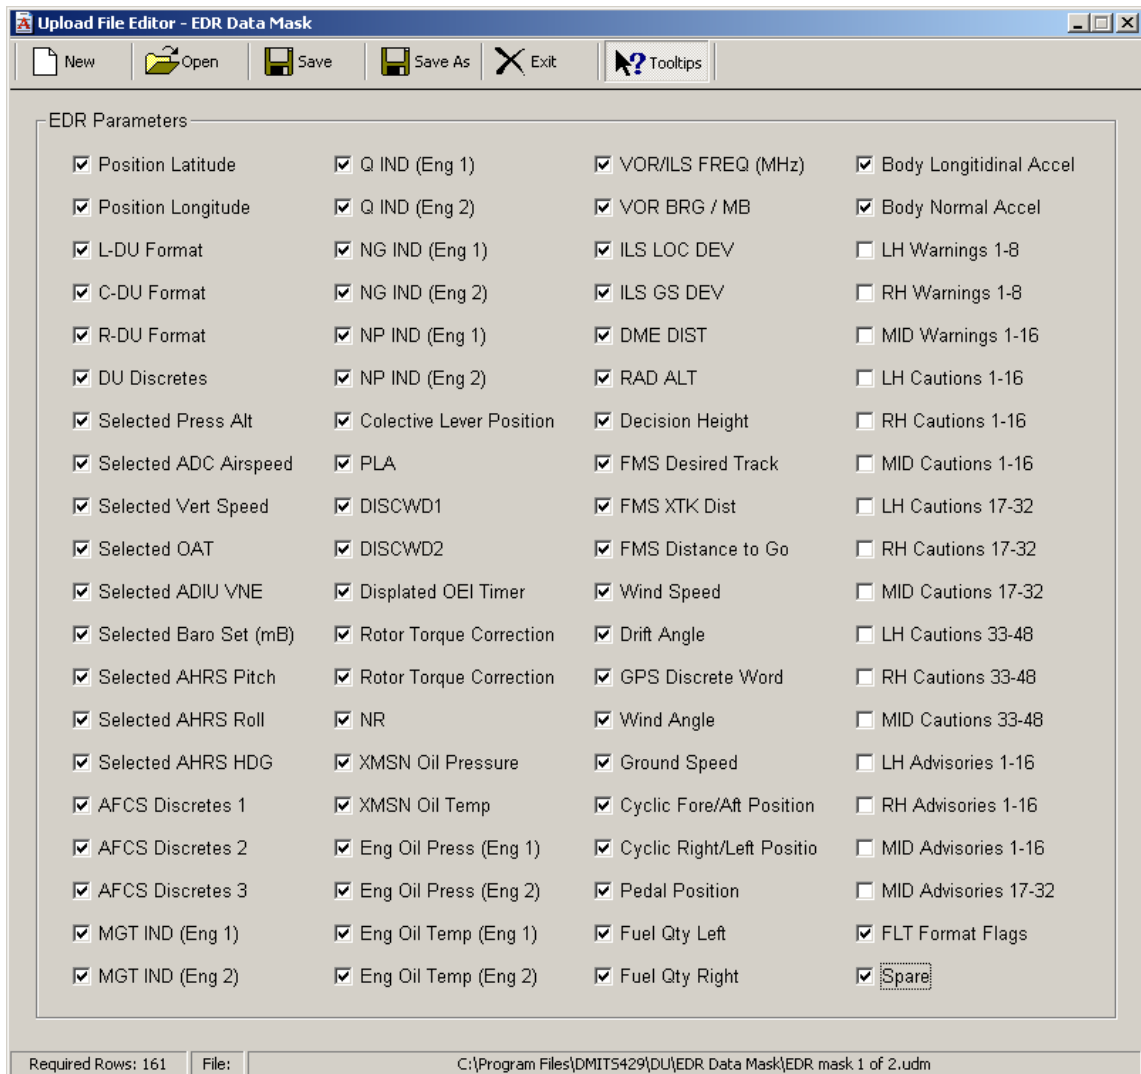 Upload File Editor - EDR Data Mask
New Open Save Save As Exit Tooltips
EDR Parameters
Position Latitude
Position Longitude
L-DU Format
C-DU Format
R-DU Format
DU Discretes
Selected Press Alt
Selected ADC Airspeed
Selected Vert Speed
Selected OAT
Selected ADIU VNE
Selected Baro Set (mB)
Selected AHRS Pitch
Selected AHRS Roll
Selected AHRS HDG
AFCS Discretes 1
AFCS Discretes 2
AFCS Discretes 3
MGT IND (Eng 1)
MGT IND (Eng 2)
Q IND (Eng 1)
Q IND (Eng 2)
NG IND (Eng 1)
NG IND (Eng 2)
NP IND (Eng 1)
NP IND (Eng 2)
Colective Lever Position
PLA
DISCWD1
DISCWD2
Displated OEI Timer
Rotor Torque Correction
Rotor Torque Correction
NR
XMSN Oil Pressure
XMSN Oil Temp
Eng Oil Press (Eng 1)
Eng Oil Press (Eng 2)
Eng Oil Temp (Eng 1)
Eng Oil Temp (Eng 2)
VOR/ILS FREQ (MHz)
VOR BRG / MB
ILS LOC DEV
ILS GS DEV
DME DIST
RAD ALT
Decision Height
FMS Desired Track
FMS XTK Dist
FMS Distance to Go
Wind Speed
Drift Angle
GPS Discrete Word
Wind Angle
Ground Speed
Cyclic Fore/Aft Position
Cyclic Right/Left Positio
Pedal Position
Fuel Qty Left
Fuel Qty Right
Body Longitidinal Accel
Body Normal Accel
LH Warnings 1-8
RH Warnings 1-8
MID Warnings 1-16
LH Cautions 1-16
RH Cautions 1-16
MID Cautions 1-16
LH Cautions 17-32
RH Cautions 17-32
MID Cautions 17-32
LH Cautions 33-48
RH Cautions 33-48
MID Cautions 33-48
LH Advisories 1-16
RH Advisories 1-16
MID Advisories 1-16
MID Advisories 17-32
FLT Format Flags
Spare
Required Rows: 161 File: C:\Program Files\DMITS429\DU\EDR Data Mask\EDR mask 1 of 2.udm